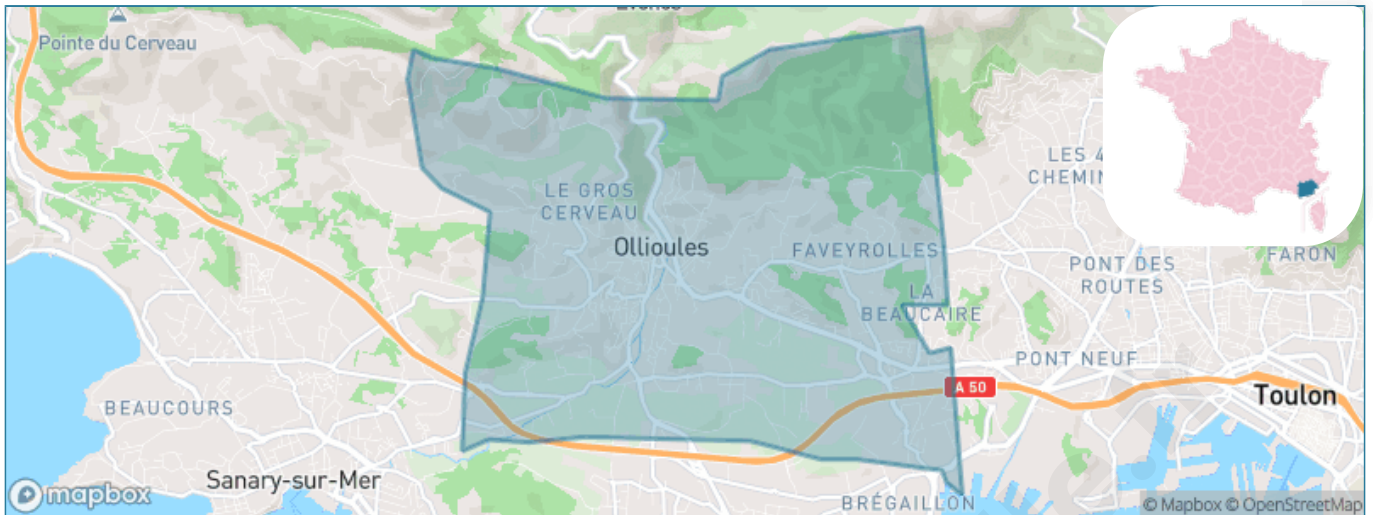 Pointe du Cerveau
LES 4
CHEMIN
LE GROS
CERVEAU
Ollioules
FAVEYROLLES
FARON
PONT DES
ROUTES
LA
BEAUCAIRE
PONT NEUF
A 50
Toulon
BEAUCOURS
Sanary-sur-Mer
BRÉGAILLON
mapbox
© Mapbox © OpenStreetMap